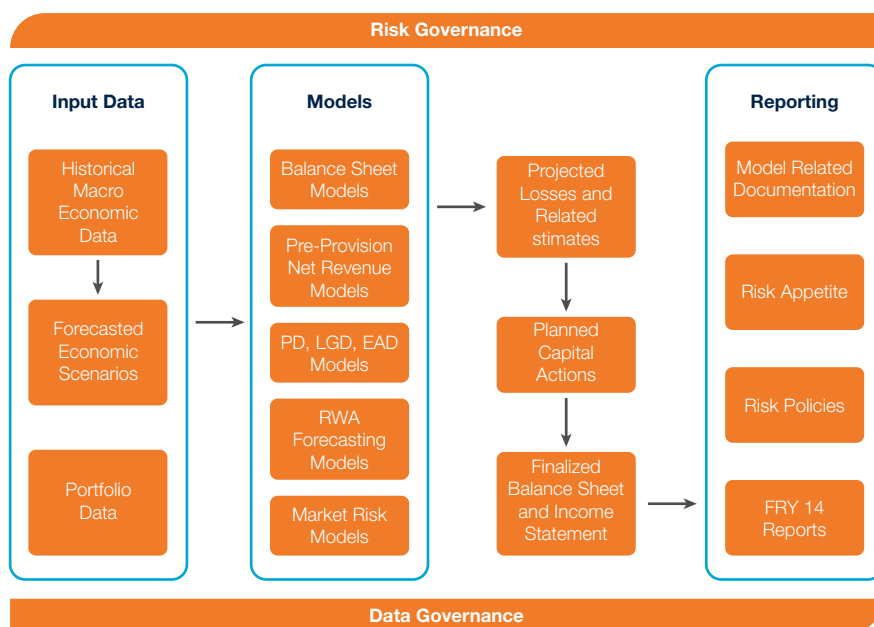 Risk Governance
Input Data
Historical
Macro
Economic
Data
Forecasted
Economic
Scenarios
Portfolio
Data
Models
Balance Sheet
Models
Pre-Provision
Net Revenue
Models
PD, LGD, EAD
Models
RWA
Forecasting
Models
Market Risk
Models
Projected
Losses and
Related
stimates
Planned
Capital
Actions
Finalized
Balance Sheet
and Income
Statement
Reporting
Model Related
Documentation
Risk Appetite
Risk Policies
FRY 14
Reports
Data Governance